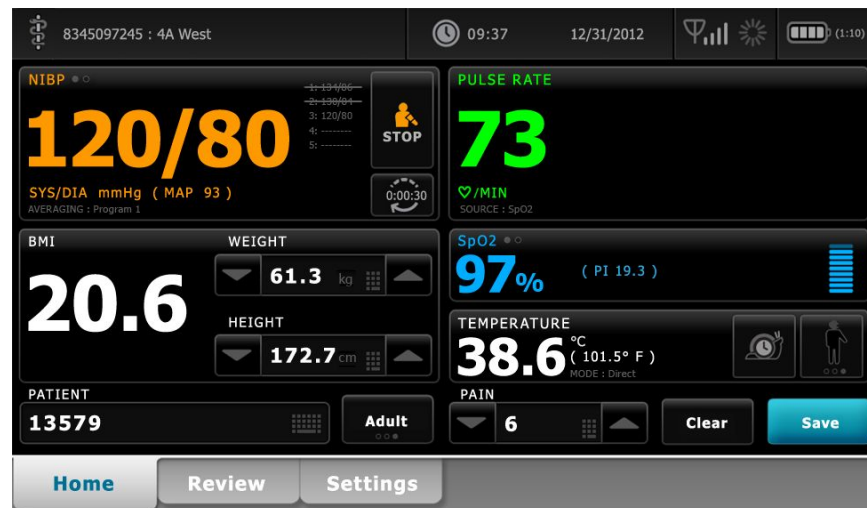 8345097245 : 4A West
09:37
12/31/2012
(1:10)
NIBP
1: 134/86
2: 130/84
3: 120/80
4: --------
5: --------
120/80
SYS/DIA mmHg ( MAP 93 )
AVERAGING : Program 1
STOP
0:00:30
PULSE RATE
73
/MIN
SOURCE : SpO2
BMI
20.6
WEIGHT
61.3 kg
HEIGHT
172.7 cm
SpO2
97%
( PI 19.3 )
TEMPERATURE
38.6 °C
( 101.5° F )
MODE : Direct
PATIENT
13579
Adult
PAIN
6
Clear
Save
Home
Review
Settings